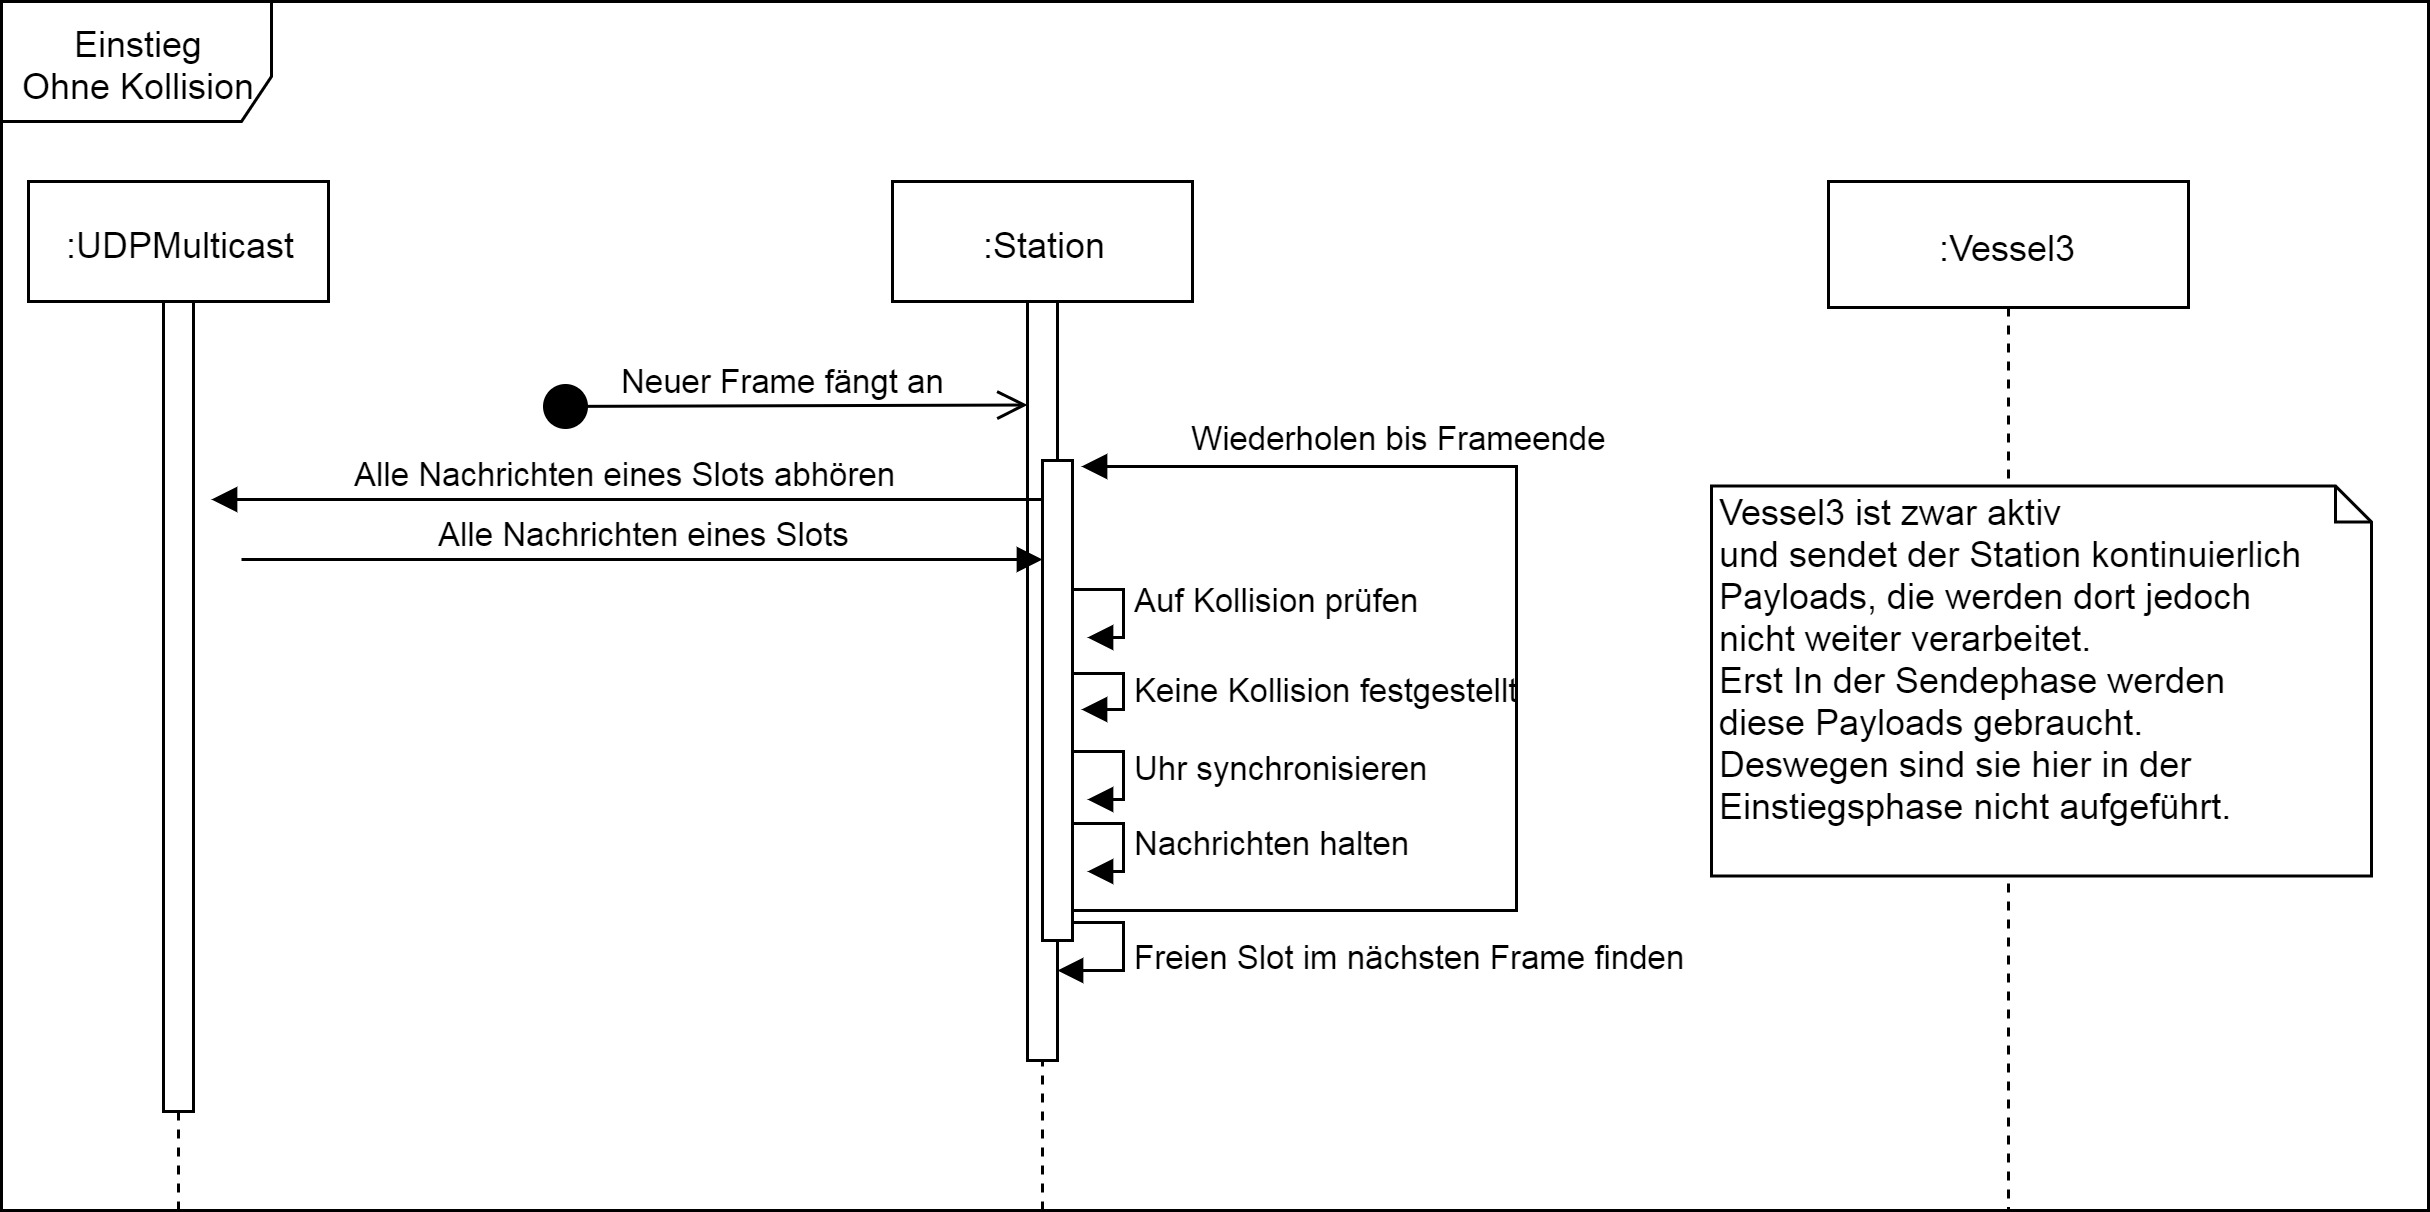 Einstieg
Ohne Kollision
:UDPMulticast
:Station
:Vessel3
Neuer Frame fängt an
Wiederholen bis Frameende
Alle Nachrichten eines Slots abhören
Alle Nachrichten eines Slots
Auf Kollision prüfen
Keine Kollision festgestellt
Uhr synchronisieren
Nachrichten halten
Freien Slot im nächsten Frame finden
Vessel3 ist zwar aktiv
und sendet der Station kontinuierlich
Payloads, die werden dort jedoch
nicht weiter verarbeitet.
Erst In der Sendephase werden
diese Payloads gebraucht.
Deswegen sind sie hier in der
Einstiegsphase nicht aufgeführt.